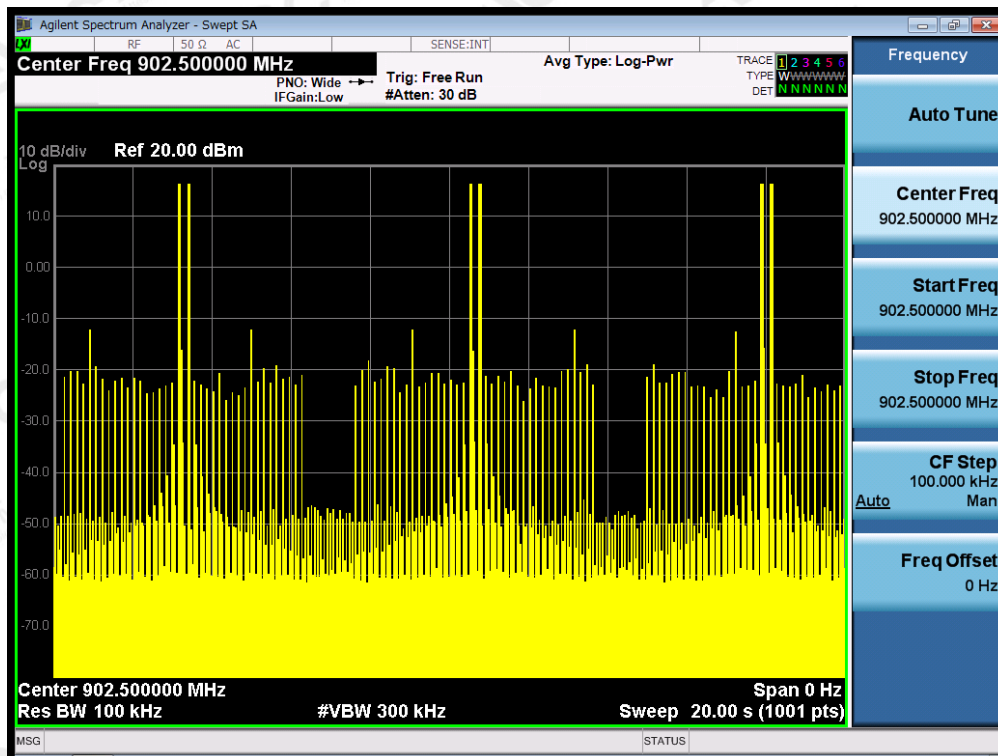 Agilent Spectrum Analyzer - Swept SA
LXI RF 50 Ω AC SENSE:INT
Center Freq 902.500000 MHz
PNO: Wide
IFGain:Low
Trig: Free Run
#Atten: 30 dB
Avg Type: Log-Pwr
TRACE 1 2 3 4 5 6
TYPE WWWWWW
DET N N N N N N
10 dB/div Ref 20.00 dBm
Log
10.0
0.00
-10.0
-20.0
-30.0
-40.0
-50.0
-60.0
-70.0
Center 902.500000 MHz Span 0 Hz
Res BW 100 kHz #VBW 300 kHz Sweep 20.00 s (1001 pts)
MSG STATUS
Frequency
Auto Tune
Center Freq
902.500000 MHz
Start Freq
902.500000 MHz
Stop Freq
902.500000 MHz
CF Step
100.000 kHz
Auto Man
Freq Offset
0 Hz